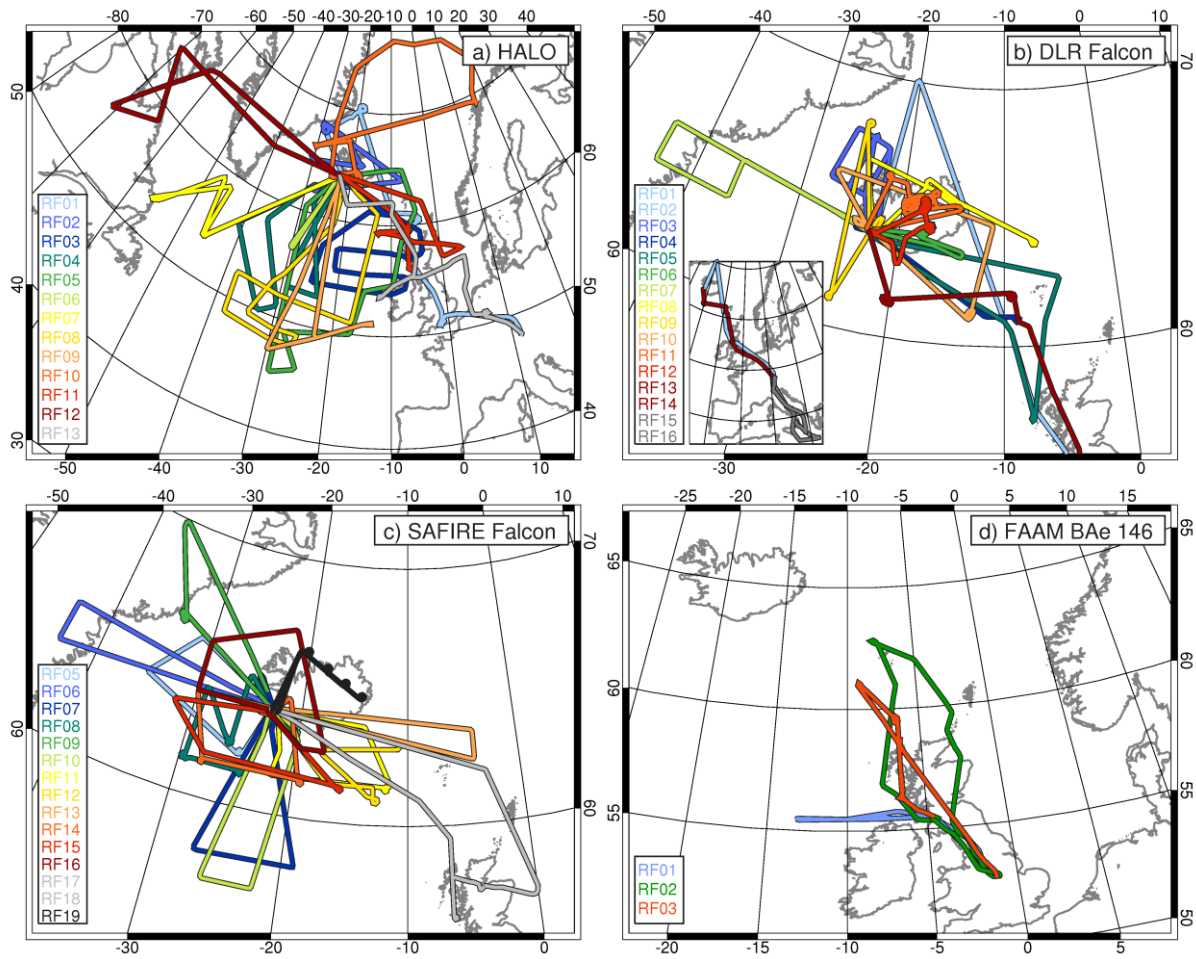 -80 -70 -60 -50 -40 -30 -20 -10 0 10 20 25 30 40
a) HALO
50
60
40
50
30
40
RF01
RF02
RF03
RF04
RF05
RF06
RF07
RF08
RF09
RF10
RF11
RF12
RF13
-50 -40 -30 -20 -10 0 10
-50 -40 -30 -20 -10 0 10
b) DLR Falcon
70
60
60
RF01
RF02
RF03
RF04
RF05
RF06
RF07
RF08
RF09
RF10
RF11
RF12
RF13
RF14
RF15
RF16
-30 -20 -10 0
-50 -40 -30 -20 -10 0 10
c) SAFIRE Falcon
70
60
60
RF05
RF06
RF07
RF08
RF09
RF10
RF11
RF12
RF13
RF14
RF15
RF16
RF17
RF18
RF19
-30 -20 -10 0
-25 -20 -15 -10 -5 0 5 10 15
d) FAAM BAe 146
65
65
60
60
55
55
50
RF01
RF02
RF03
-20 -15 -10 -5 0 5